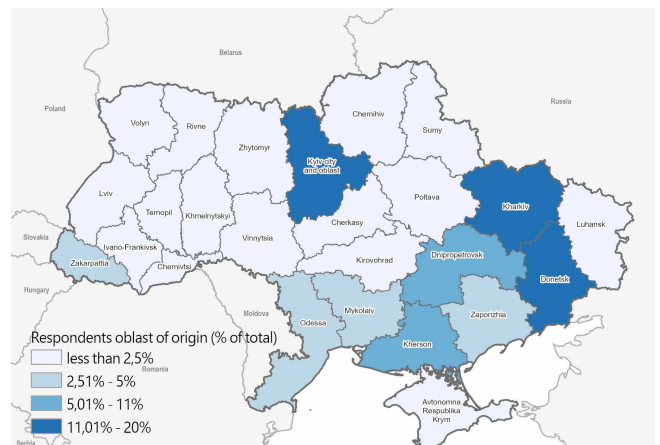 Belarus
Poland
Russia
Volyn
Rivne
Zhytomyr
Chernihiv
Sumy
Kyiv city
and oblast
Lviv
Ternopil
Khmelnytskyi
Poltava
Kharkiv
Luhansk
Cherkasy
Slovakia
Ivano-Frankivsk
Vinnytsia
Zakarpattia
Chernivtsi
Kirovohrad
Dnipropetrovsk
Donetsk
Hungary
Moldova
Odessa
Mykolaiv
Zaporizhia
Kherson
Respondents oblast of origin (% of total)
less than 2,5%
Romania
2,51% - 5%
5,01% - 11%
11,01% - 20%
Avtonomna
Respublika
Krym
Serbia